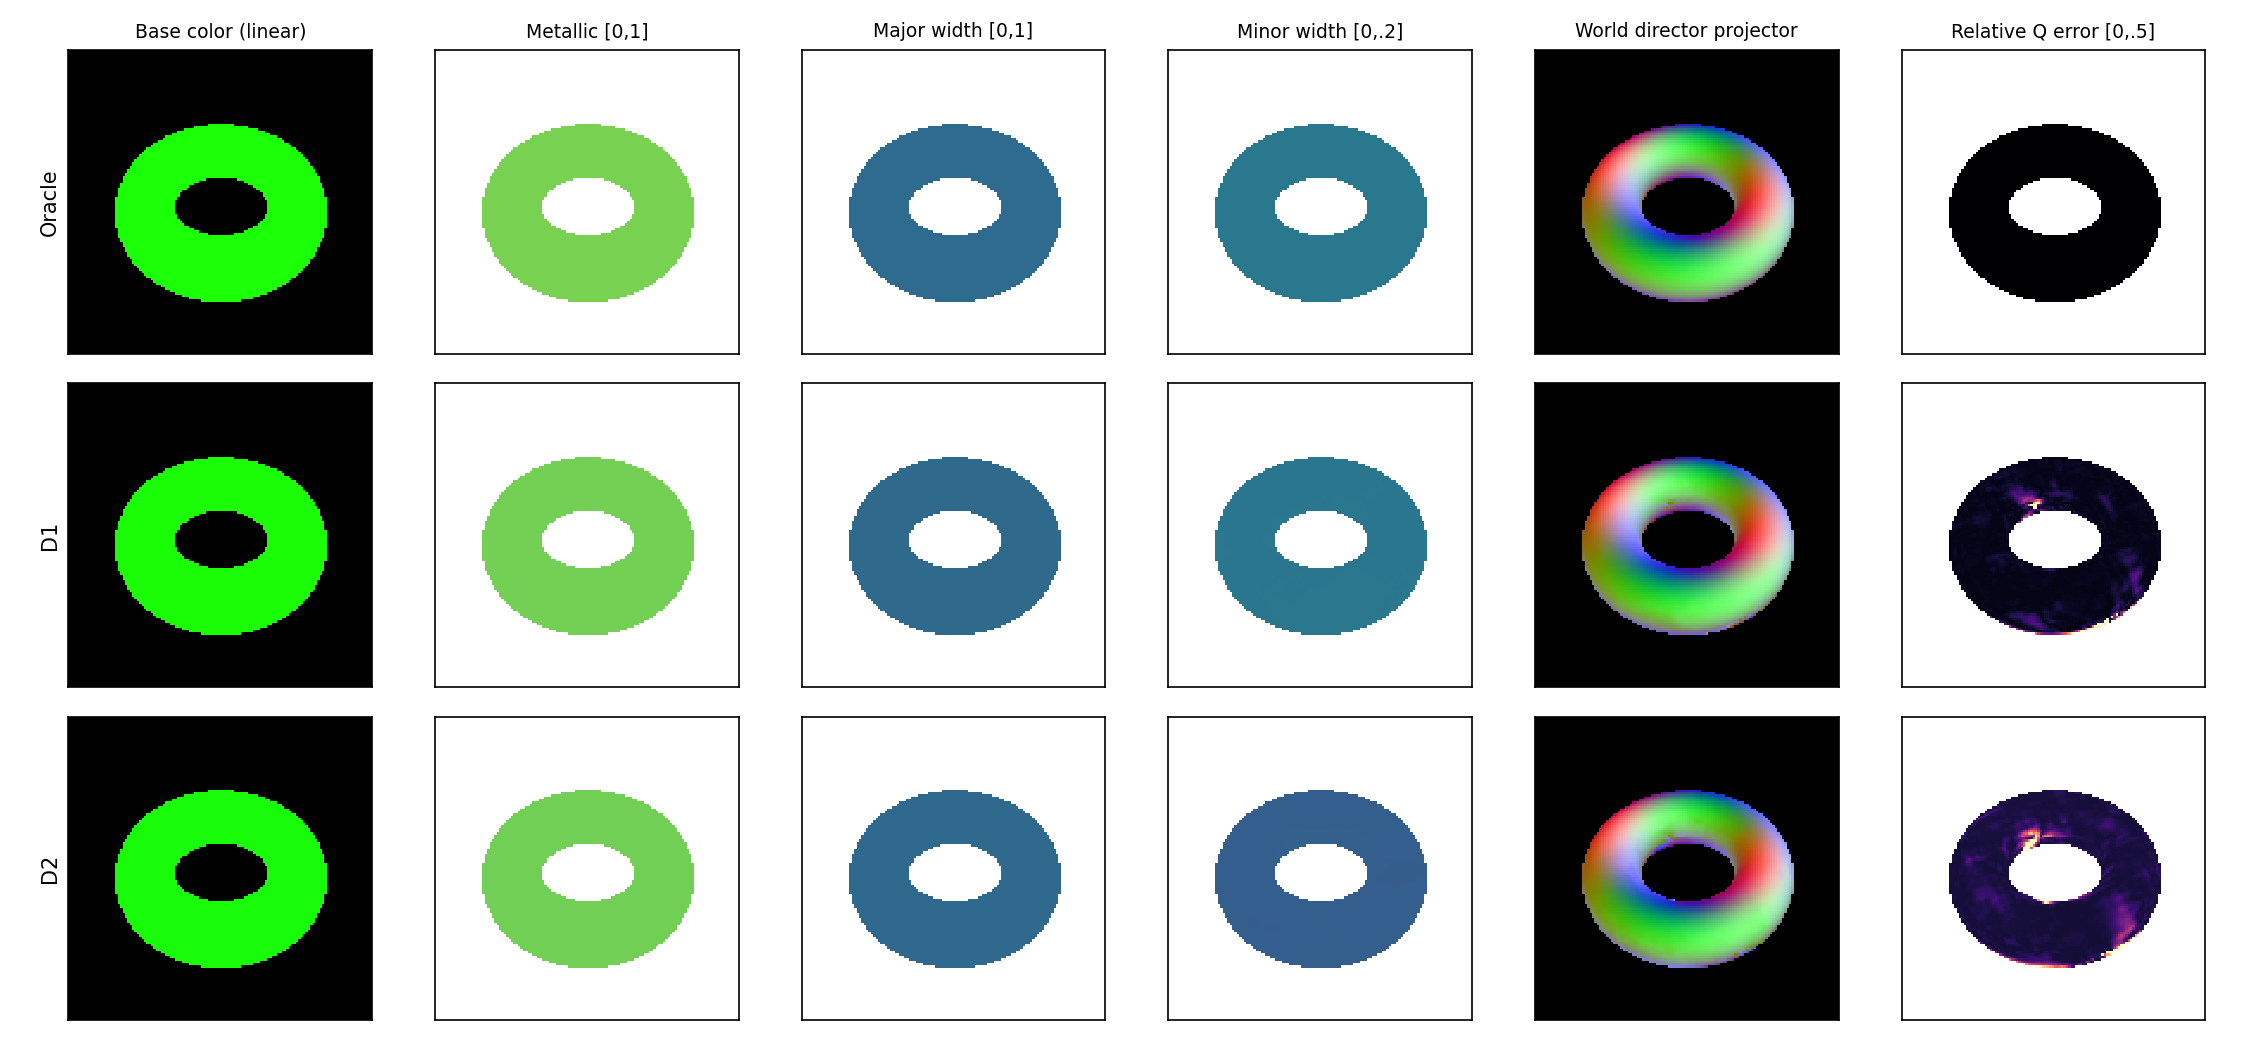 Base color (linear)
Metallic [0,1]
Major width [0,1]
Minor width [0,.2]
World director projector
Relative Q error [0,.5]
Oracle
D1
D2